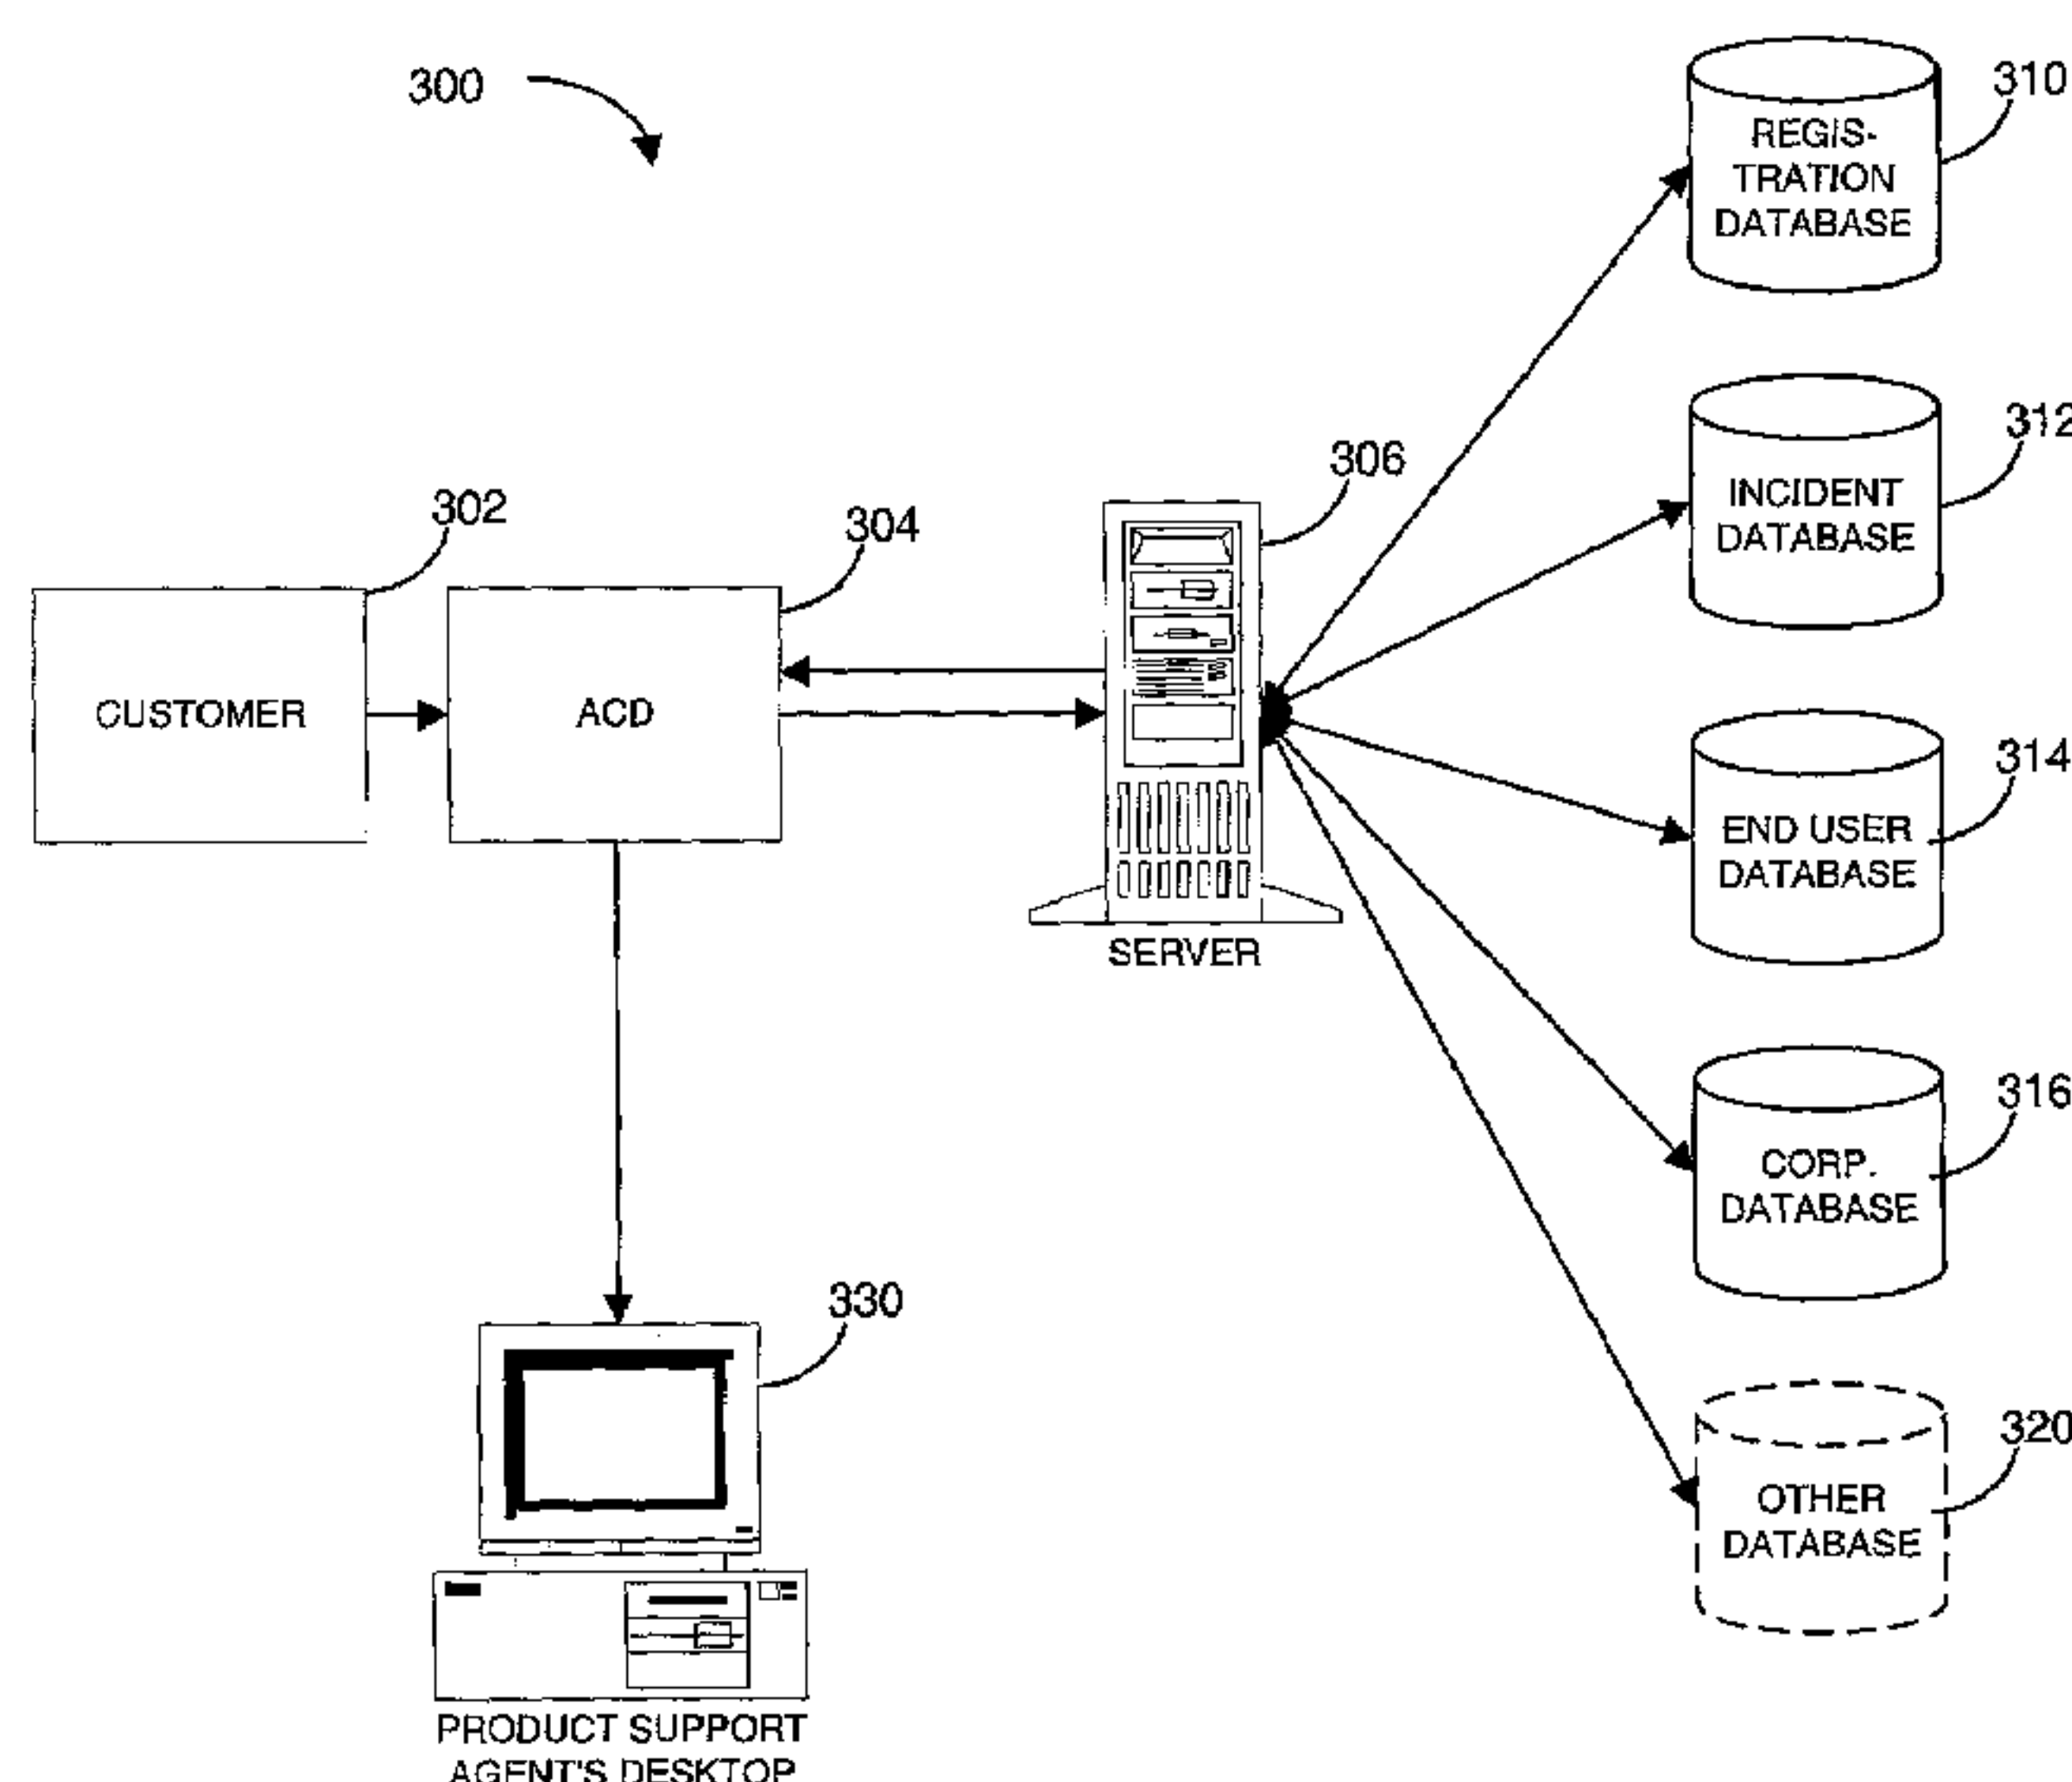 300
310
REGIS-
TRATION
DATABASE
312
INCIDENT
DATABASE
306
302
304
CUSTOMER
ACD
314
END USER
DATABASE
SERVER
316
CORP.
DATABASE
330
320
OTHER
DATABASE
PRODUCT SUPPORT
AGENT'S DESKTOP